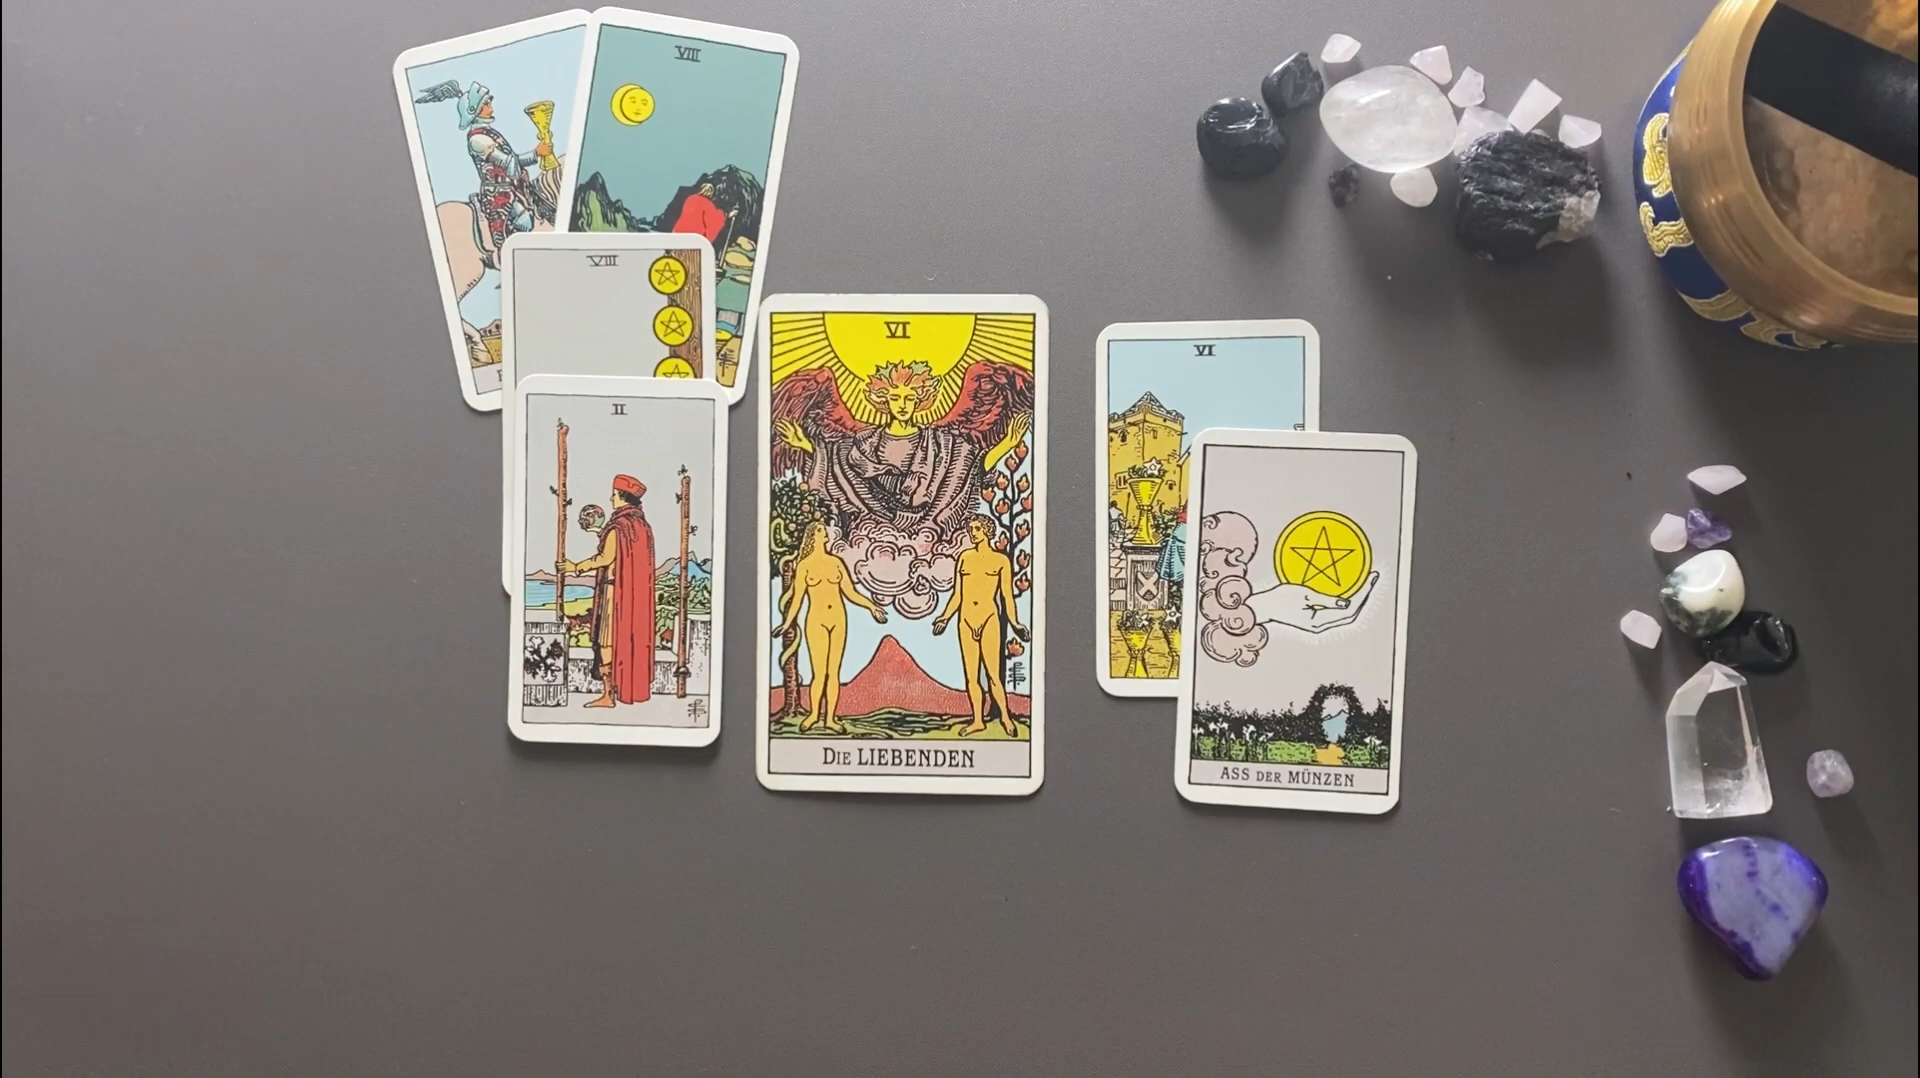 VIII
VIII
II
VI
Die LIEBENDEN
VI
ASS DER MÜNZEN